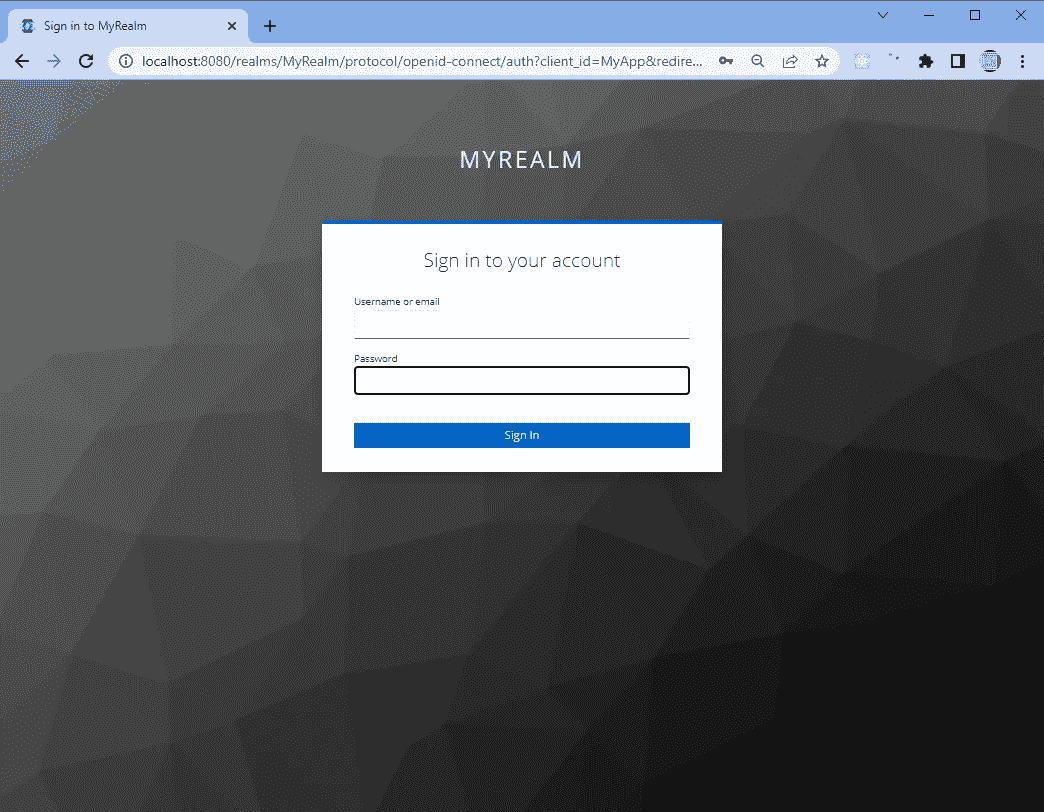 Sign in to MyRealm
localhost:8080/realms/MyRealm/protocol/openid-connect/auth?client_id=MyApp&redire...
MYREALM
Sign in to your account
Username or email
Password
Sign In